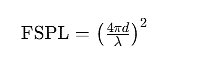 FSPL = (4πd/λ)²